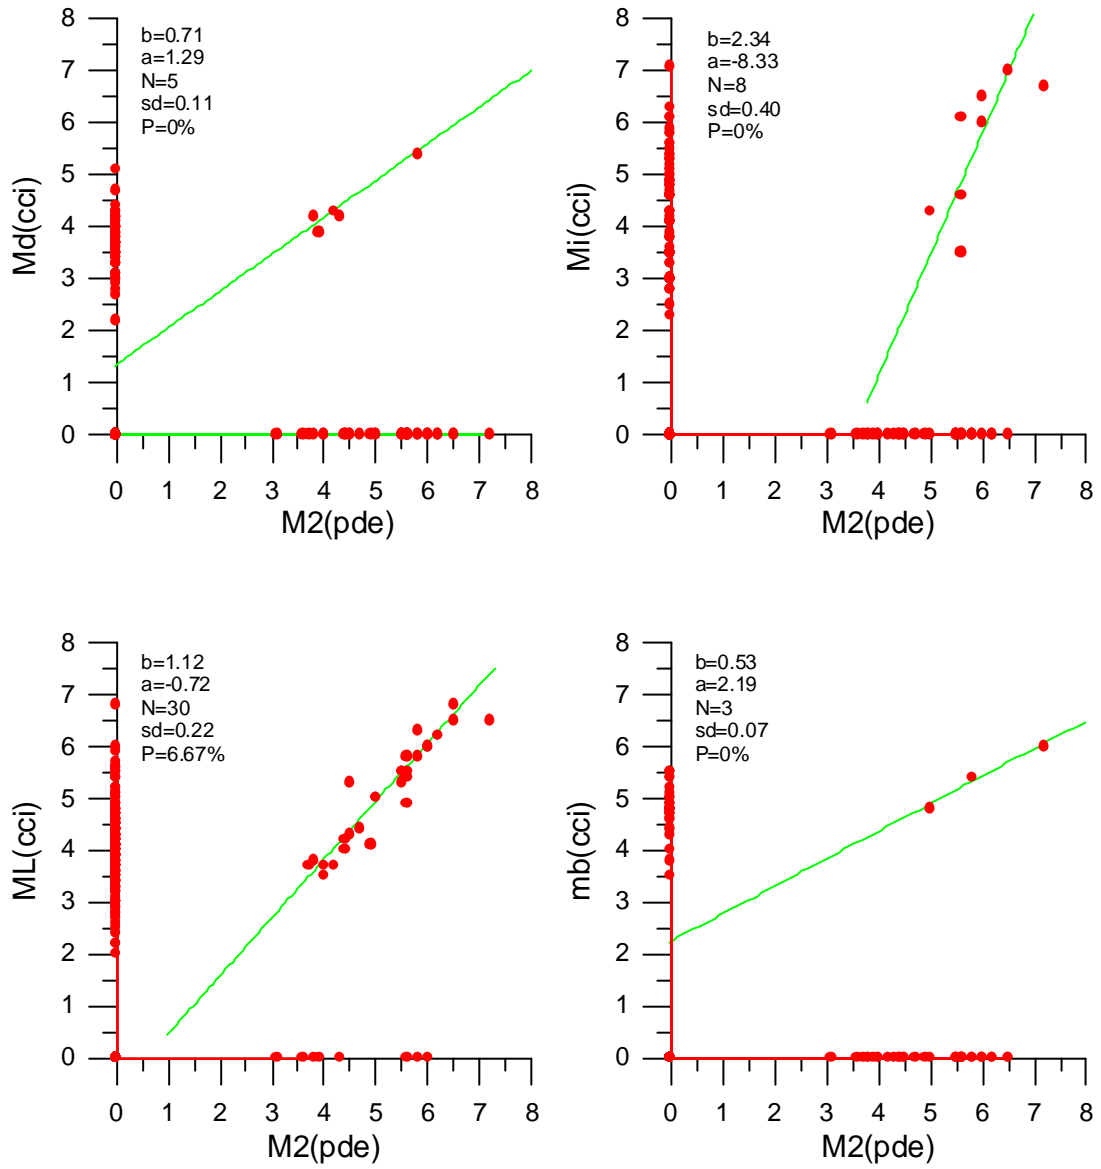 8
7
6
5
4
3
2
1
0
Md(cci)
b=0.71
a=1.29
N=5
sd=0.11
P=0%
0 1 2 3 4 5 6 7 8
M2(pde)
8
7
6
5
4
3
2
1
0
Mi(cci)
b=2.34
a=-8.33
N=8
sd=0.40
P=0%
0 1 2 3 4 5 6 7 8
M2(pde)
8
7
6
5
4
3
2
1
0
ML(cci)
b=1.12
a=-0.72
N=30
sd=0.22
P=6.67%
0 1 2 3 4 5 6 7 8
M2(pde)
8
7
6
5
4
3
2
1
0
mb(cci)
b=0.53
a=2.19
N=3
sd=0.07
P=0%
0 1 2 3 4 5 6 7 8
M2(pde)